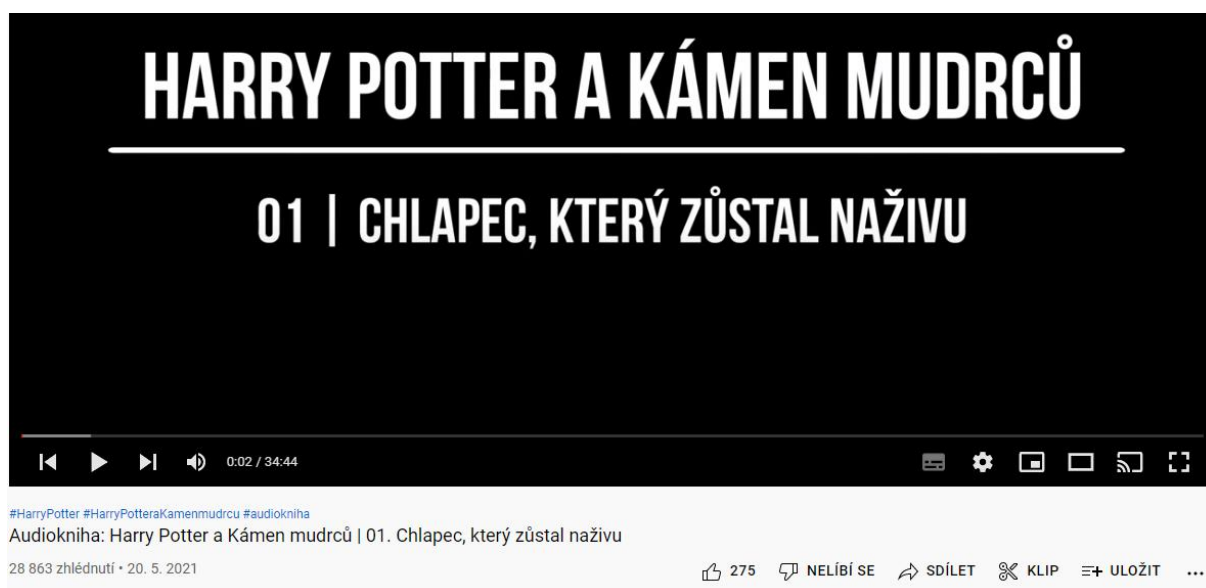 HARRY POTTER A KÁMEN MUDRCŮ
01 | CHLAPEC, KTERÝ ZŮSTAL NAŽIVU
0:02 / 34:44
#HarryPotter #HarryPotteraKamenmudrcu #audiokniha
Audiokniha: Harry Potter a Kámen mudrců | 01. Chlapec, který zůstal naživu
28 863 zhlédnutí • 20. 5. 2021
275 NELÍBÍ SE SDÍLET KLIP ULOŽIT ...